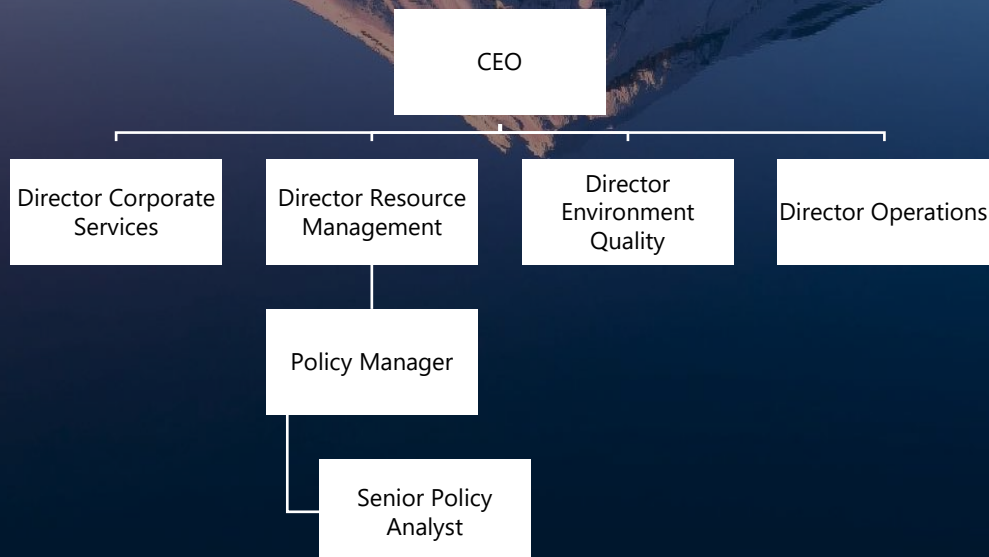 CEO
Director Corporate
Services
Director Resource
Management
Director
Environment
Quality
Director Operations
Policy Manager
Senior Policy
Analyst